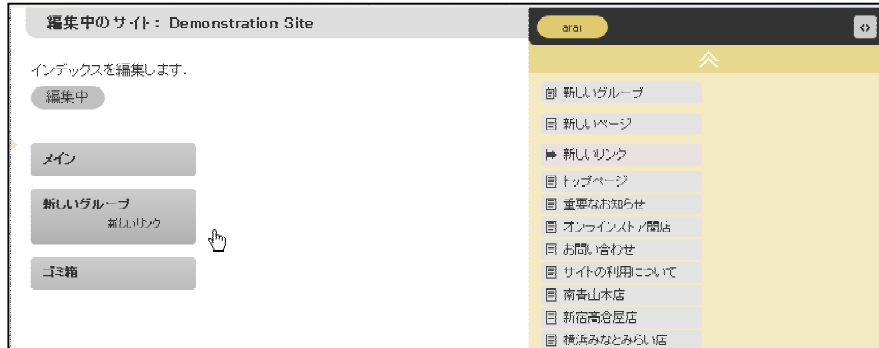 編集中のサイト: Demonstration Site
インデックスを編集します.
編集中
メイン
新しいグループ
新しいリンク
ゴミ箱
arai
新しいグループ
新しいページ
新しいリンク
トップページ
重要なお知らせ
オンラインストア開店
お問い合わせ
サイトの利用について
南青山本店
新宿高倉屋店
横浜みなとみらい店